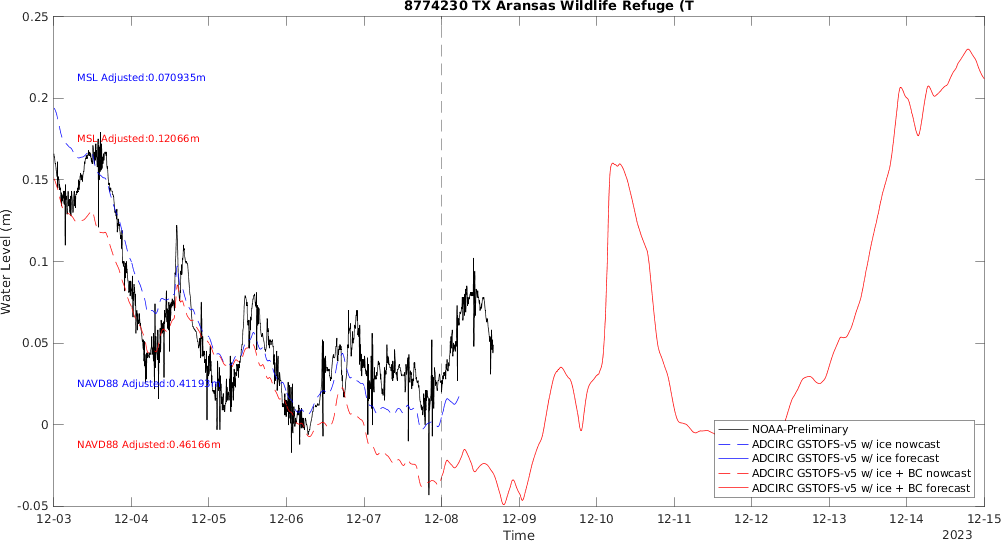 8774230 TX Aransas Wildlife Refuge (T
0.25
0.2
0.15
0.1
0.05
0
-0.05
Water Level (m)
MSL Adjusted:0.070935m
MSL Adjusted:0.12066m
NAVD88 Adjusted:0.41193m
NAVD88 Adjusted:0.46166m
NOAA-Preliminary
ADCIRC GSTOFS-v5 w/ ice nowcast
ADCIRC GSTOFS-v5 w/ ice forecast
ADCIRC GSTOFS-v5 w/ ice + BC nowcast
ADCIRC GSTOFS-v5 w/ ice + BC forecast
12-03 12-04 12-05 12-06 12-07 12-08 12-09 12-10 12-11 12-12 12-13 12-14 12-15
Time
2023